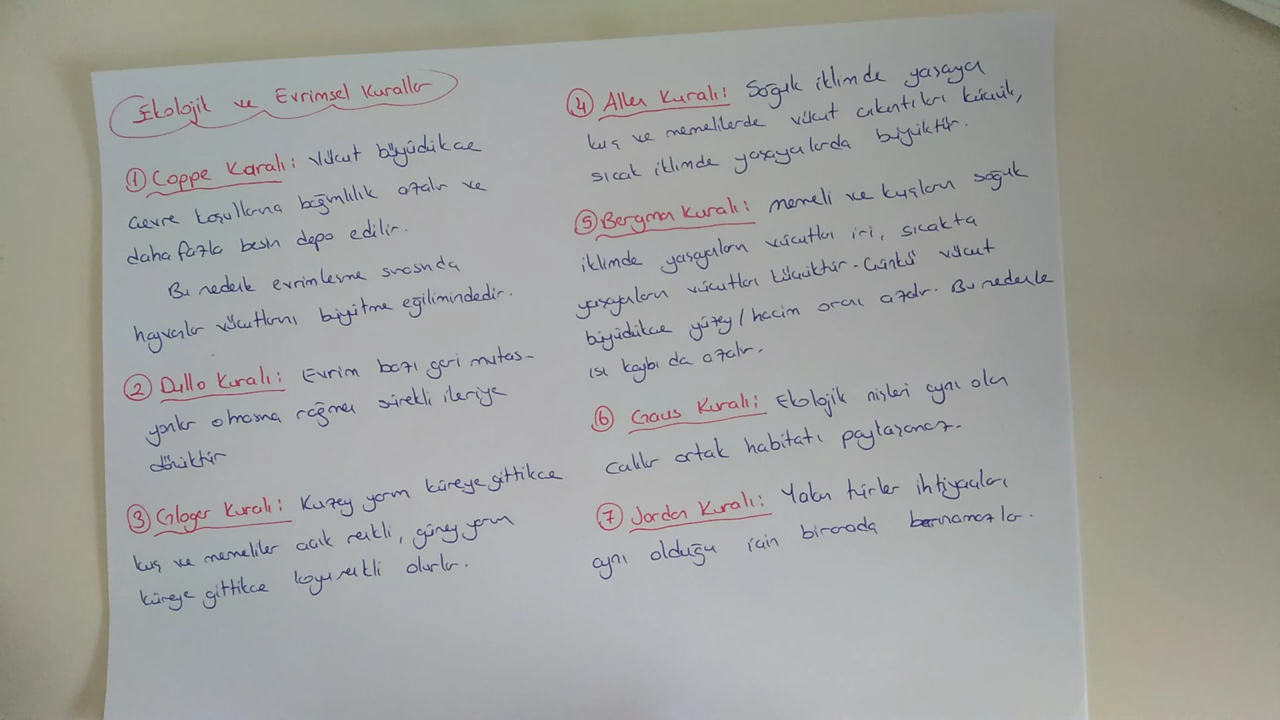 Ekolojik ve Evrimsel Kurallar
① Coppe Kuralı: Vücut büyüdükçe
çevre koşullarına bağımlılık azalır ve
daha fazla besin depo edilir.
Bu nedenle evrimleşme sırasında
hayvanlar vücutlarını büyütme eğilimindedir.
② Dullo Kuralı: Evrim bazı geri mutas-
yonlar olmasına rağmen sürekli ileriye
dönüktür
③ Gloger Kuralı: Kuzey yarım küreye gittikçe
kuş ve memeliler açık renkli, güney yarım
küreye gittikçe koyu renkli olurlar.
④ Allen Kuralı: Soğuk iklimde yaşayan
kuş ve memelilerde vücut çıkıntıları küçük,
sıcak iklimde yaşayanlarda büyüktür.
⑤ Bergman Kuralı: memeli ve kuşların soğuk
iklimde yaşayanların vücutları iri, sıcakta
yaşayanların vücutları küçüktür. Çünkü vücut
büyüdükçe yüzey/hacim oranı azalır. Bu nedenle
ısı kaybı da azalır.
⑥ Gaus Kuralı: Ekolojik nişleri aynı olan
canlılar ortak habitatı paylaşamaz.
⑦ Jordan Kuralı: Yakın türler ihtiyaçları
aynı olduğu için birarada barınamazlar.